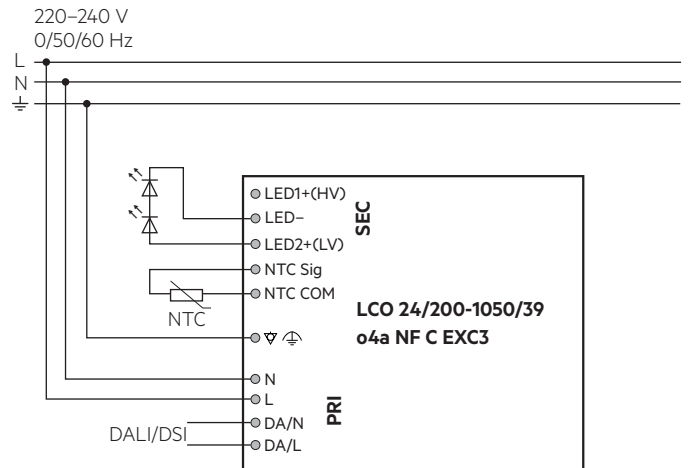 220–240 V
0/50/60 Hz
L
N
LED1+(HV)
LED–
SEC
LED2+(LV)
NTC Sig
NTC COM
NTC
LCO 24/200-1050/39
o4a NF C EXC3
N
L
PRI
DA/N
DALI/DSI
DA/L